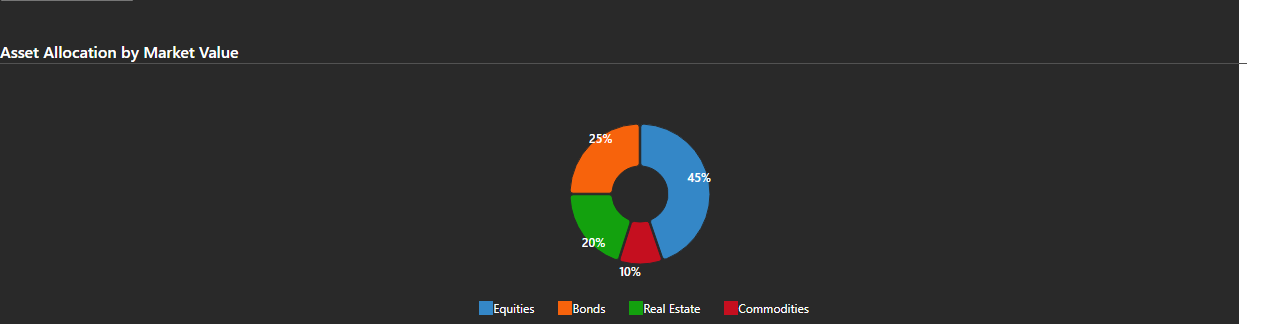 Asset Allocation by Market Value
25%
45%
20%
10%
Equities Bonds Real Estate Commodities